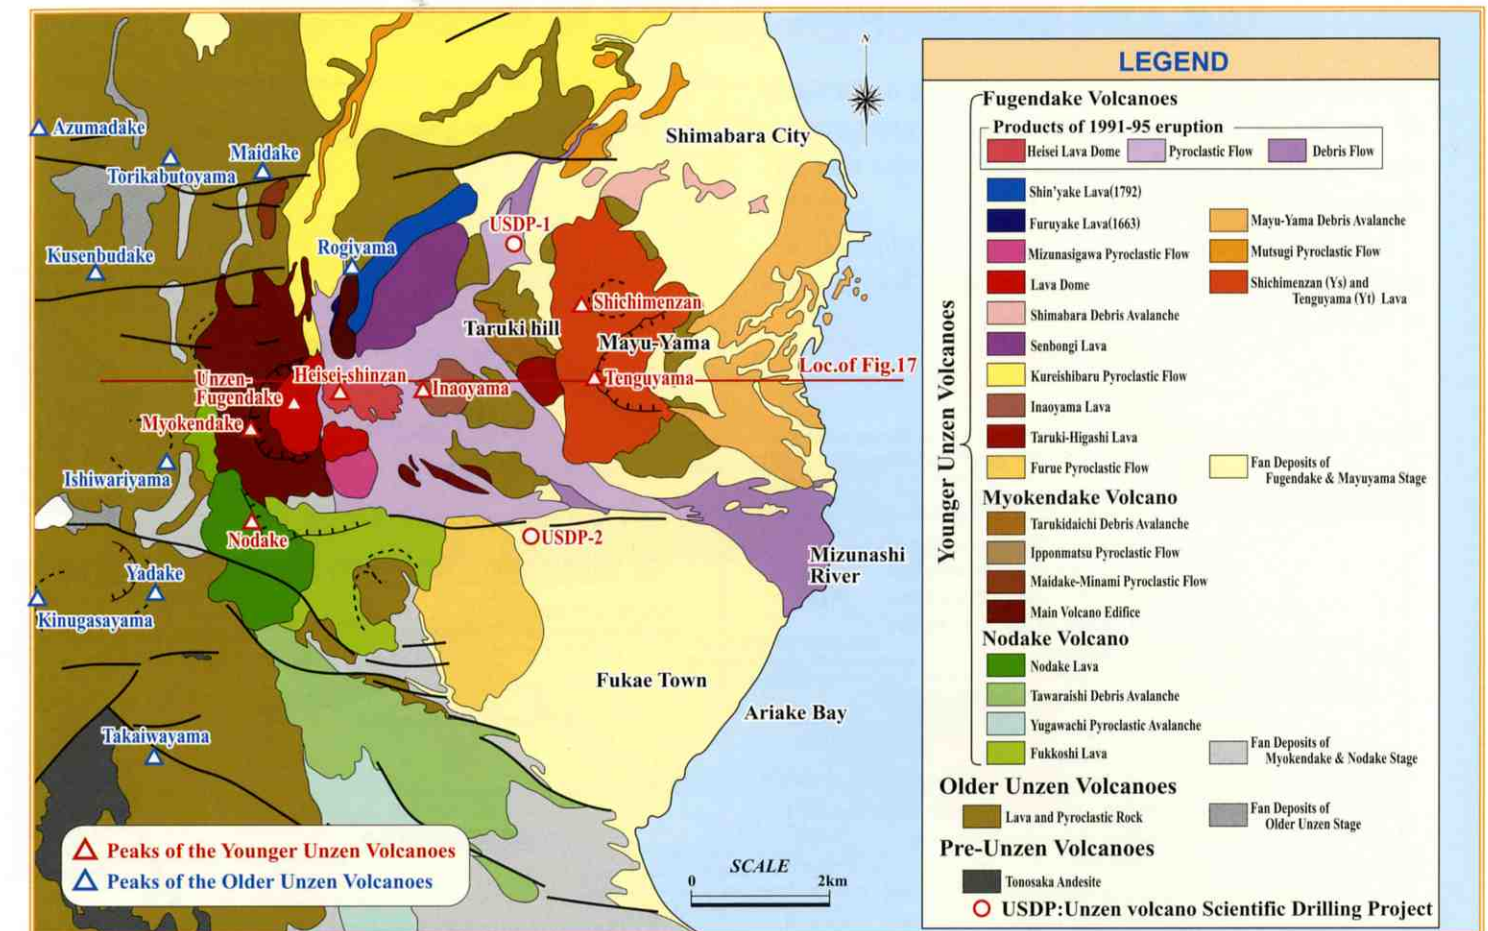 N
Azumadake
Torikabutoyama
Maidake
Kusenbudake
Rogiyama
USDP-1
Shimabara City
Shichimenzan
Taruki hill
Mayu-Yama
Loc.of Fig.17
Unzen-
Fugendake
Heisei-shinzan
Inaoyama
Tenguyama
Myokendake
Ishiwariyama
Nodake
USDP-2
Mizunashi
River
Yadake
Kinugasayama
Fukae Town
Ariake Bay
Takaiwayama
Peaks of the Younger Unzen Volcanoes
Peaks of the Older Unzen Volcanoes
SCALE
0 2km
LEGEND
Younger Unzen Volcanoes
Fugendake Volcanoes
Products of 1991-95 eruption
Heisei Lava Dome
Pyroclastic Flow
Debris Flow
Shin'yake Lava(1792)
Furuyake Lava(1663)
Mizunasigawa Pyroclastic Flow
Lava Dome
Shimabara Debris Avalanche
Senbongi Lava
Kureishibaru Pyroclastic Flow
Inaoyama Lava
Taruki-Higashi Lava
Furue Pyroclastic Flow
Mayu-Yama Debris Avalanche
Mutsugi Pyroclastic Flow
Shichimenzan (Ys) and
Tenguyama (Yt) Lava
Fan Deposits of
Fugendake & Mayuyama Stage
Myokendake Volcano
Tarukidaichi Debris Avalanche
Ipponmatsu Pyroclastic Flow
Maidake-Minami Pyroclastic Flow
Main Volcano Edifice
Nodake Volcano
Nodake Lava
Tawaraishi Debris Avalanche
Yugawachi Pyroclastic Avalanche
Fukkoshi Lava
Fan Deposits of
Myokendake & Nodake Stage
Older Unzen Volcanoes
Lava and Pyroclastic Rock
Fan Deposits of
Older Unzen Stage
Pre-Unzen Volcanoes
Tonosaka Andesite
USDP:Unzen volcano Scientific Drilling Project